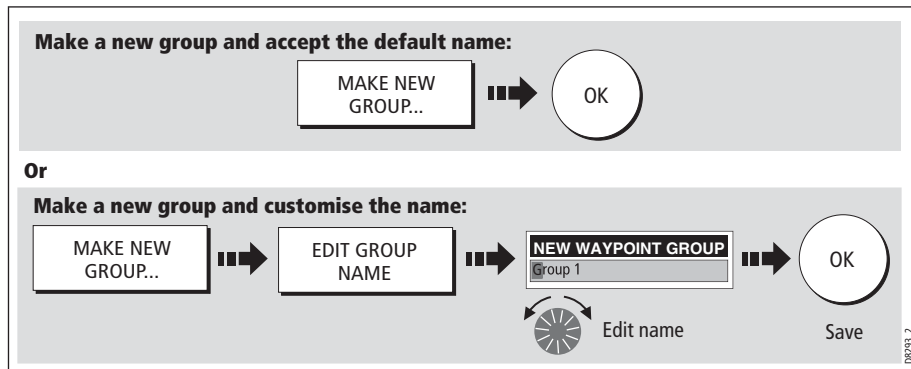 Make a new group and accept the default name:
MAKE NEW
GROUP...
OK
Or
Make a new group and customise the name:
MAKE NEW
GROUP...
EDIT GROUP
NAME
NEW WAYPOINT GROUP
Group 1
Edit name
OK
Save
D8293_2